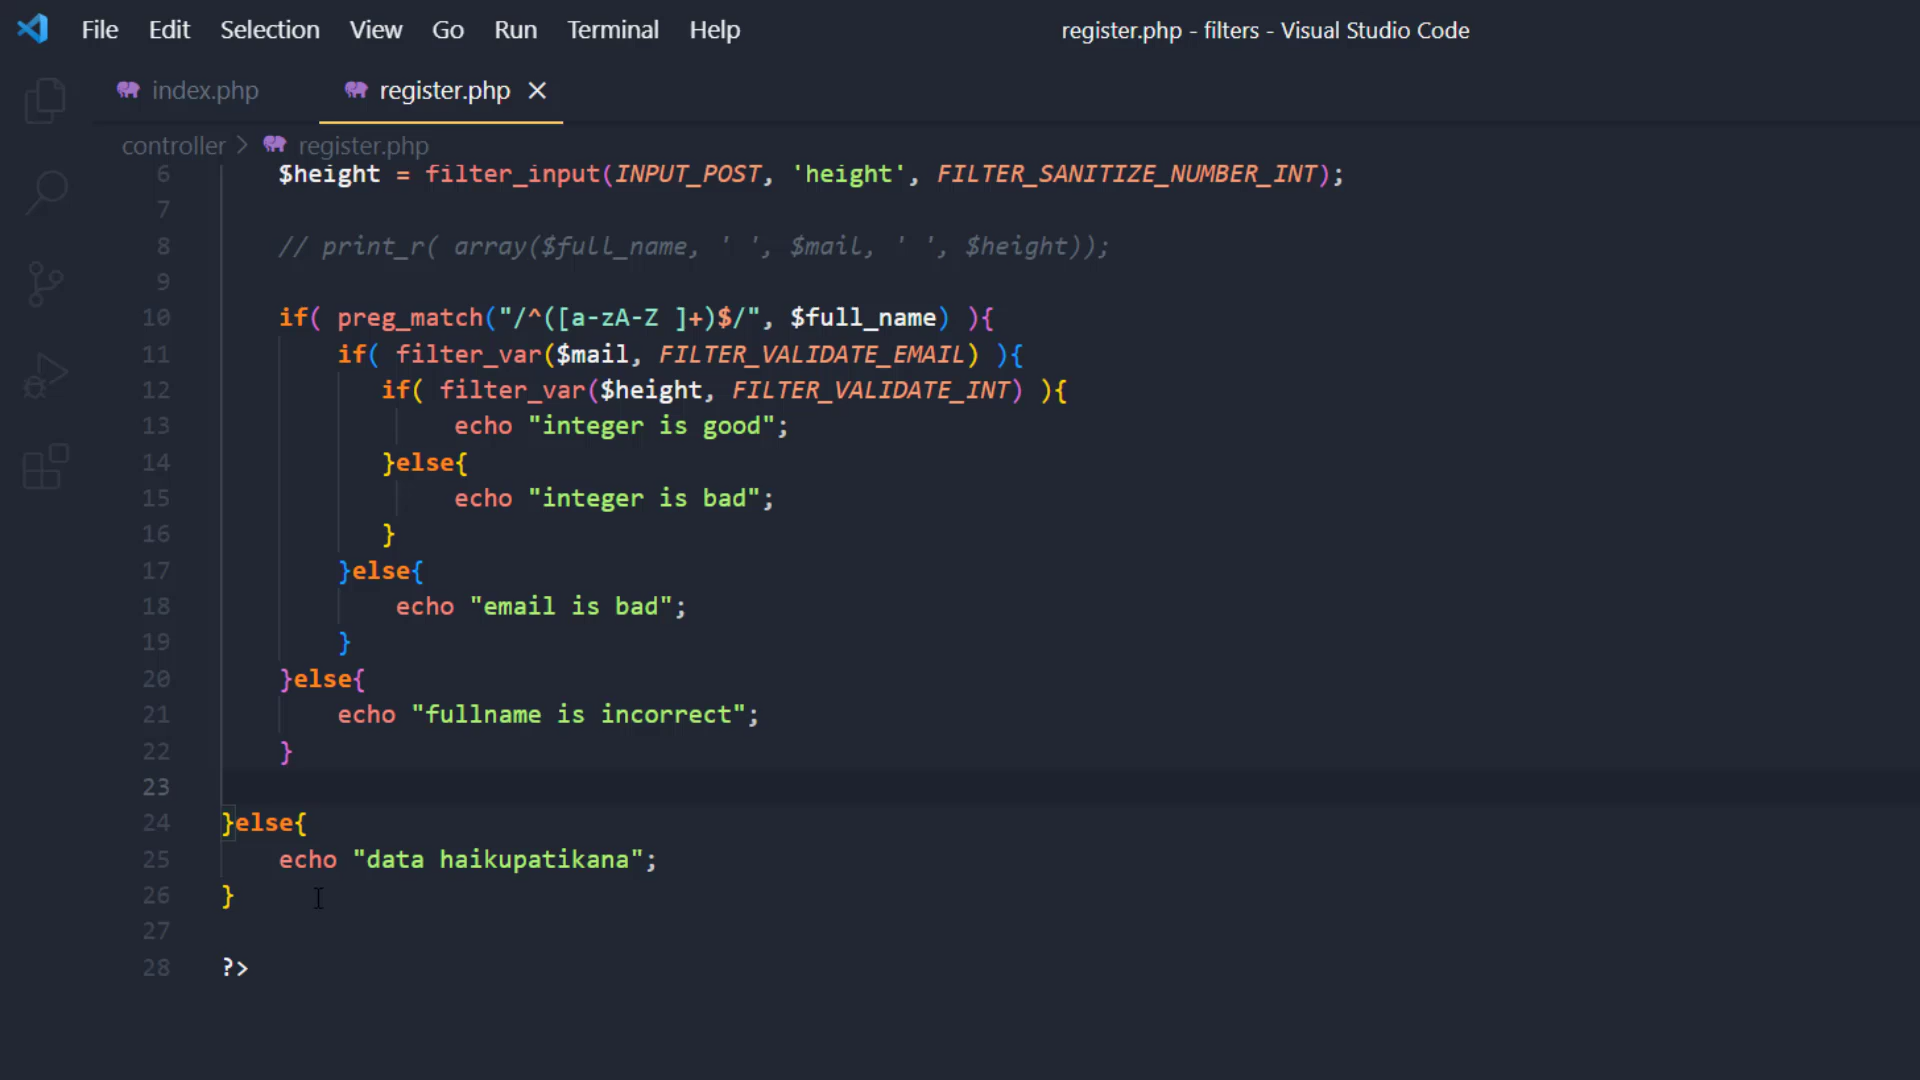 File Edit Selection View Go Run Terminal Help register.php - filters - Visual Studio Code
index.php register.php
controller > register.php
6 $height = filter_input(INPUT_POST, 'height', FILTER_SANITIZE_NUMBER_INT);
7
8 // print_r( array($full_name, ' ', $mail, ' ', $height));
9
10 if( preg_match("/^([a-zA-Z ]+)$/", $full_name) ){
11 if( filter_var($mail, FILTER_VALIDATE_EMAIL) ){
12 if( filter_var($height, FILTER_VALIDATE_INT) ){
13 echo "integer is good";
14 }else{
15 echo "integer is bad";
16 }
17 }else{
18 echo "email is bad";
19 }
20 }else{
21 echo "fullname is incorrect";
22 }
23
24 }else{
25 echo "data haikupatikana";
26 }
27
28 ?>